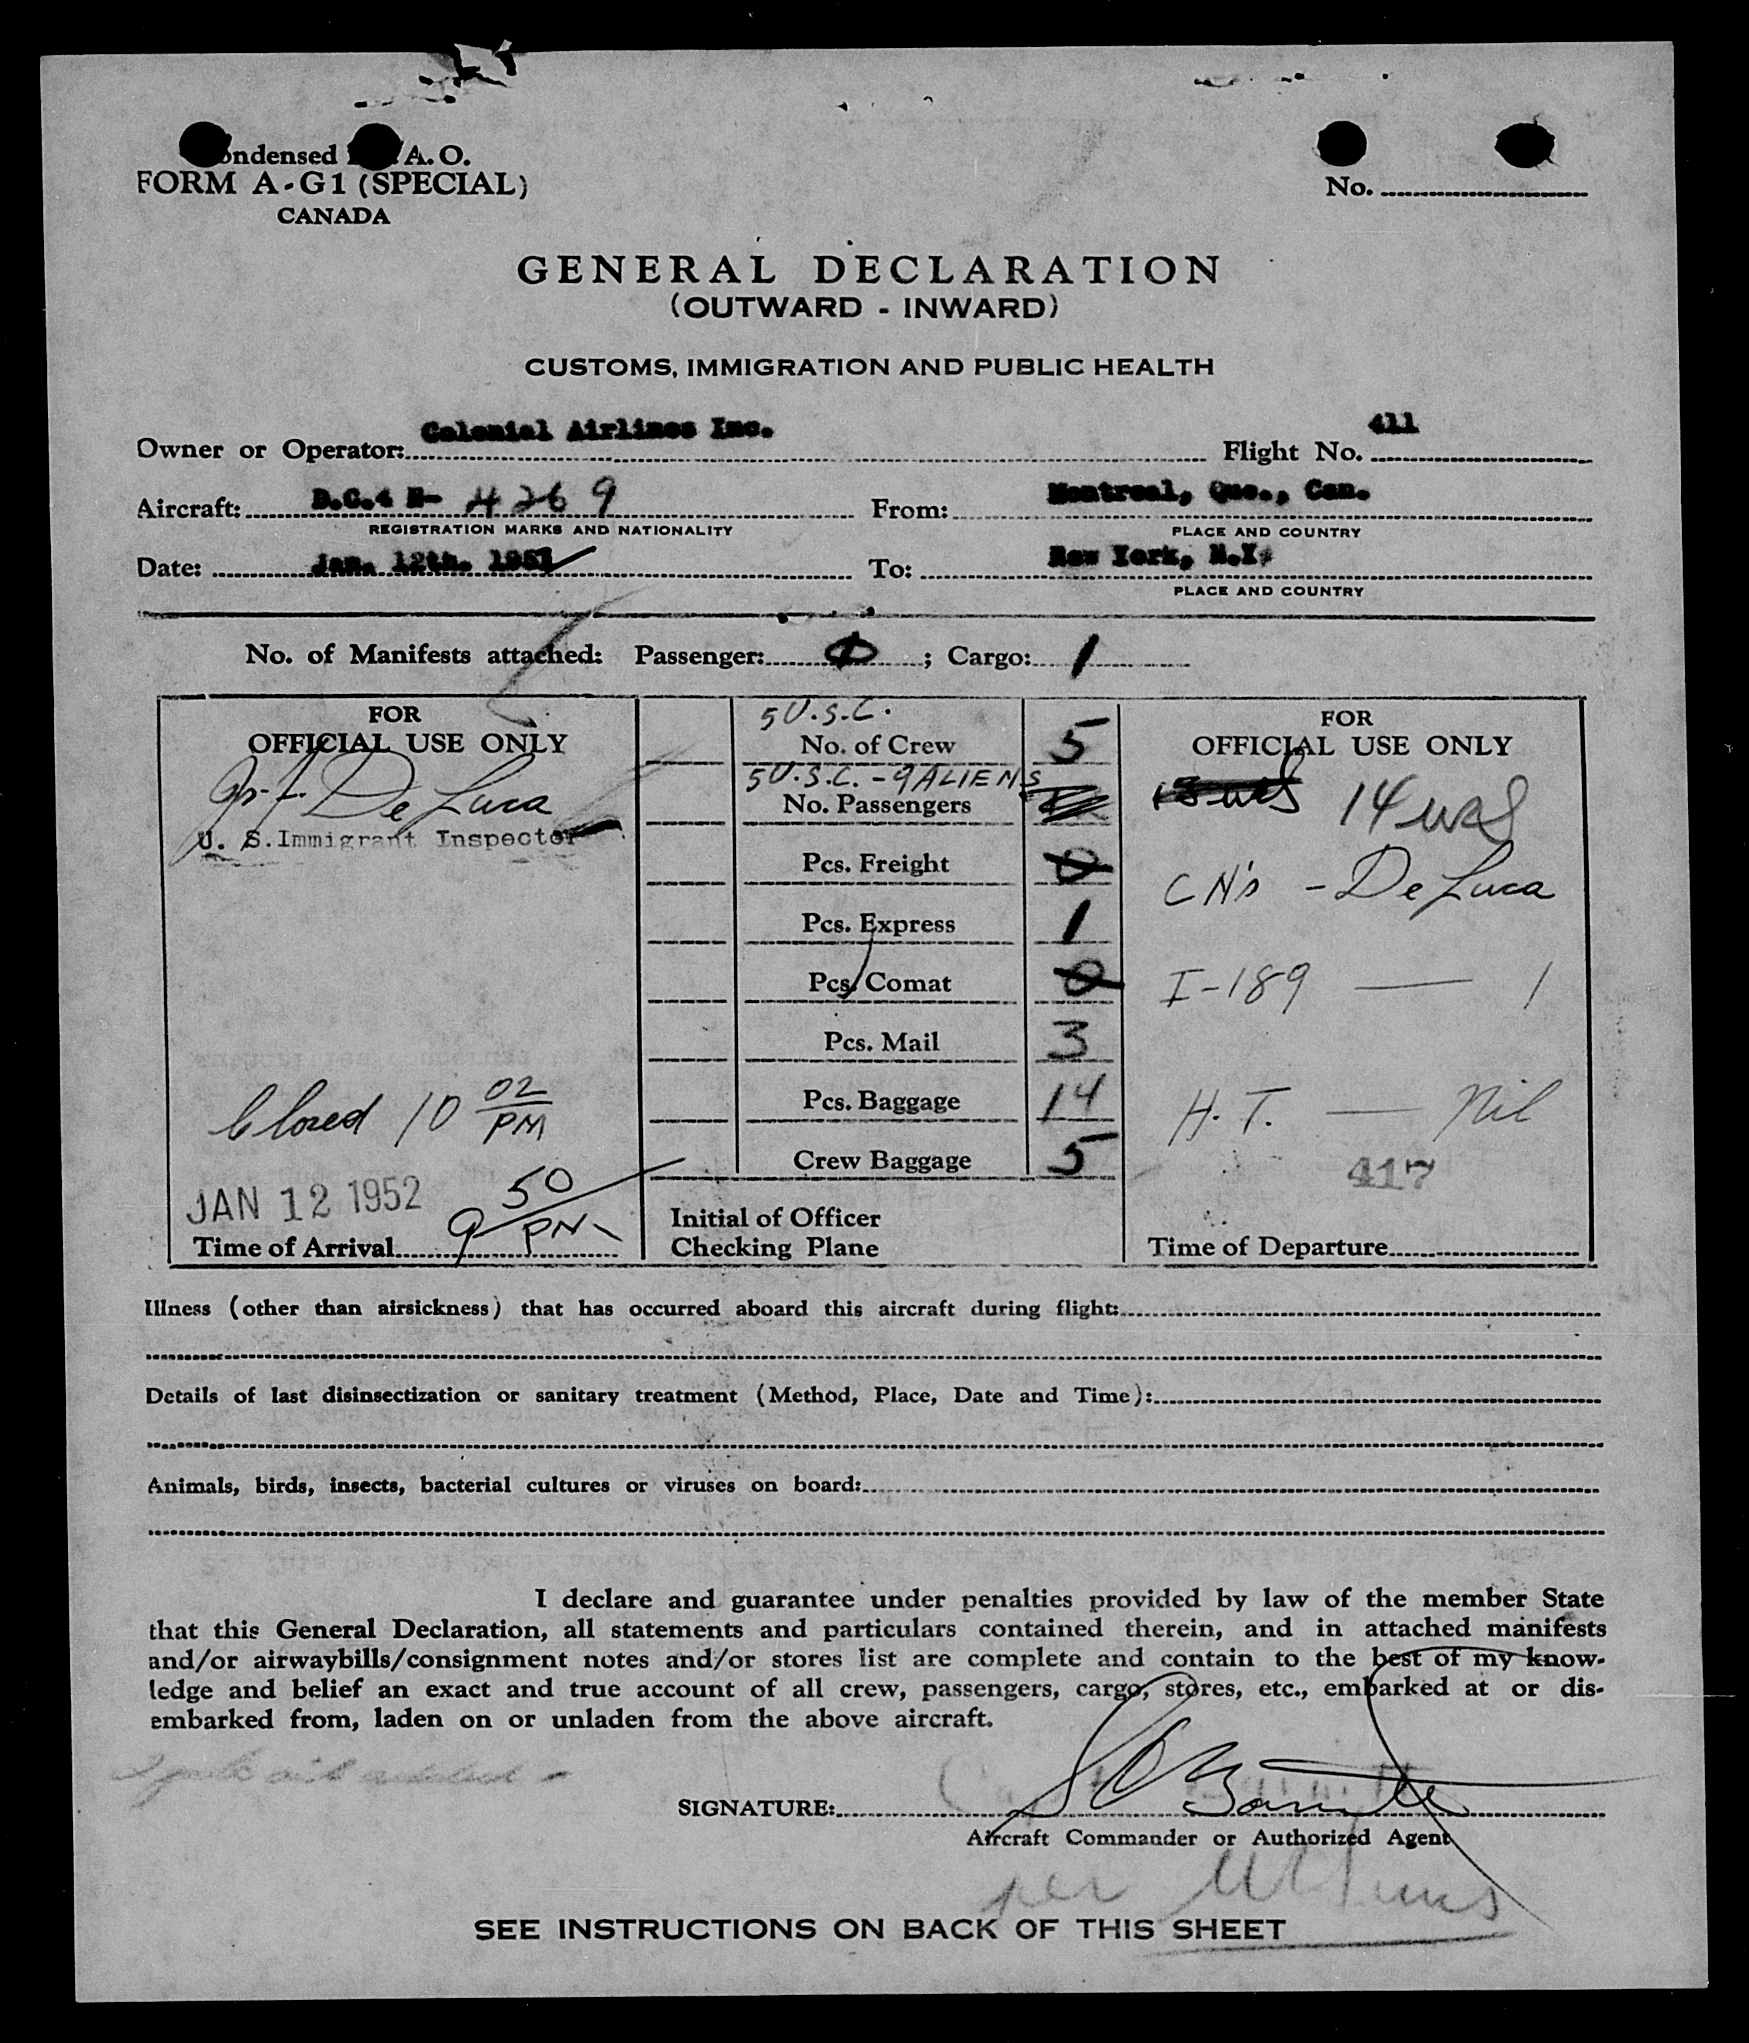 ondensed A. O.
FORM A-G1 (SPECIAL)
CANADA
No.
GENERAL DECLARATION
(OUTWARD - INWARD)
CUSTOMS, IMMIGRATION AND PUBLIC HEALTH
Owner or Operator: Colonial Airlines Inc. Flight No. 411
Aircraft: D.C.4 N- 4269 From: Montreal, Que., Can.
REGISTRATION MARKS AND NATIONALITY PLACE AND COUNTRY
Date: Jan. 12th. 1951 To: New York, N.Y.
PLACE AND COUNTRY
No. of Manifests attached: Passenger: ; Cargo: 1
FOR
OFFICIAL USE ONLY
De Luca
U. S. Immigrant Inspector
Closed 10 02 PM
JAN 12 1952
9 50 PM
Time of Arrival
5 U.S.C.
No. of Crew 5
5 U.S.C. - 9 ALIENS
No. Passengers
Pcs. Freight 0
Pcs. Express 1
Pcs. Comat 0
Pcs. Mail 3
Pcs. Baggage 14
Crew Baggage 5
Initial of Officer
Checking Plane
FOR
OFFICIAL USE ONLY
14
CN's - De Luca
I-189 — 1
H. T. — Nil
417
Time of Departure
Illness (other than airsickness) that has occurred aboard this aircraft during flight:
Details of last disinsectization or sanitary treatment (Method, Place, Date and Time):
Animals, birds, insects, bacterial cultures or viruses on board:
I declare and guarantee under penalties provided by law of the member State
that this General Declaration, all statements and particulars contained therein, and in attached manifests
and/or airwaybills/consignment notes and/or stores list are complete and contain to the best of my know-
ledge and belief an exact and true account of all crew, passengers, cargo, stores, etc., embarked at or dis-
embarked from, laden on or unladen from the above aircraft.
SIGNATURE:
Aircraft Commander or Authorized Agent
per
SEE INSTRUCTIONS ON BACK OF THIS SHEET